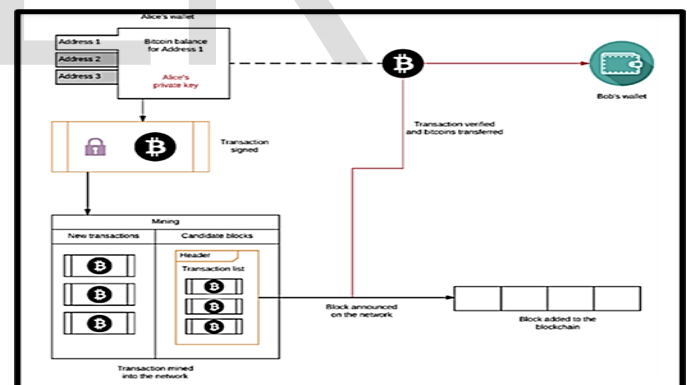 Alice's wallet
Address 1
Address 2
Address 3
Bitcoin balance
for Address 1
Alice's
private key
Bob's wallet
Transaction verified
and bitcoins transferred
Transaction
signed
Mining
New transactions
Candidate blocks
Header
Transaction list
Block announced
on the network
Block added to the
blockchain
Transaction mined
into the network